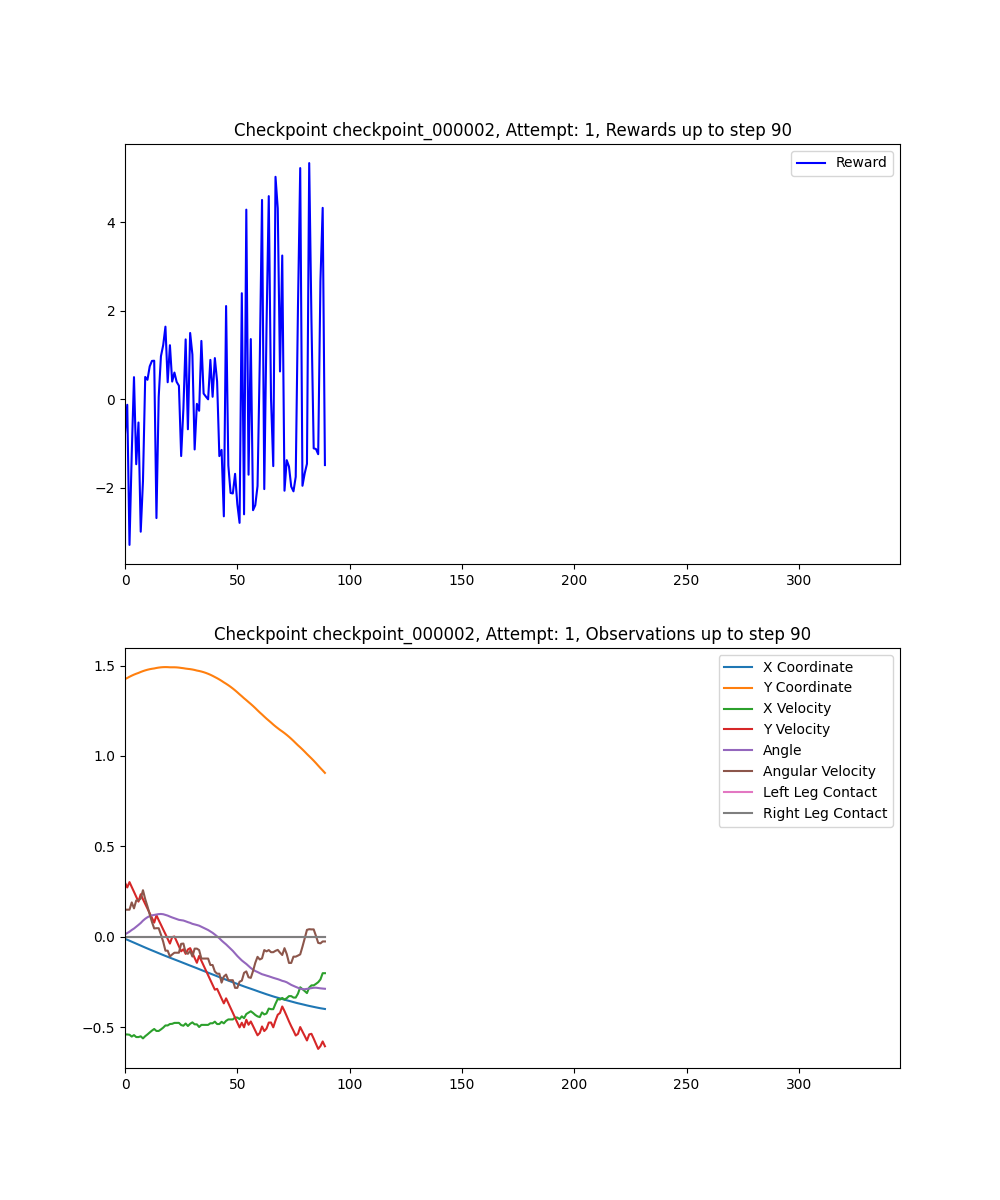 Checkpoint checkpoint_000002, Attempt: 1, Rewards up to step 90
Reward
4
2
0
−2
0 50 100 150 200 250 300
Checkpoint checkpoint_000002, Attempt: 1, Observations up to step 90
X Coordinate
Y Coordinate
X Velocity
Y Velocity
Angle
Angular Velocity
Left Leg Contact
Right Leg Contact
1.5
1.0
0.5
0.0
−0.5
0 50 100 150 200 250 300